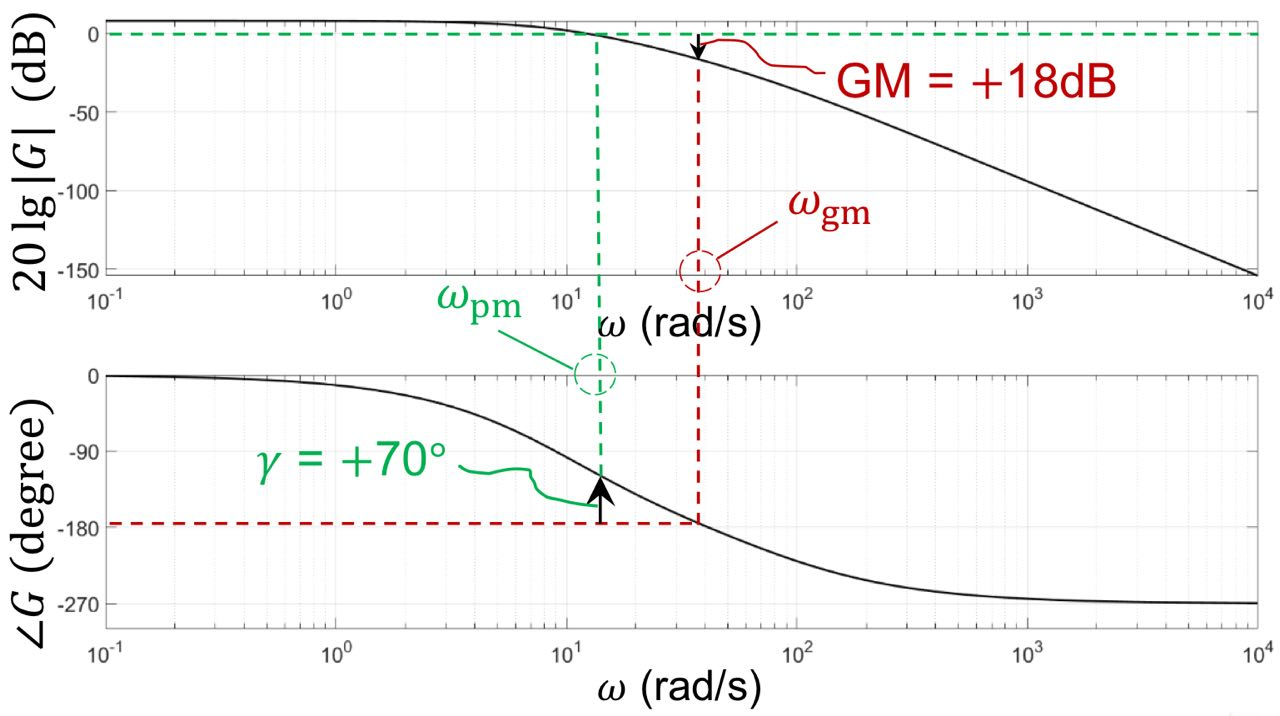 20 lg |G| (dB)
0
-50
-100
-150
GM = +18dB
ω_gm
10^-1
10^0
10^1
10^2
10^3
10^4
ω (rad/s)
ω_pm
∠G (degree)
0
-90
-180
-270
γ = +70°
10^-1
10^0
10^1
10^2
10^3
10^4
ω (rad/s)